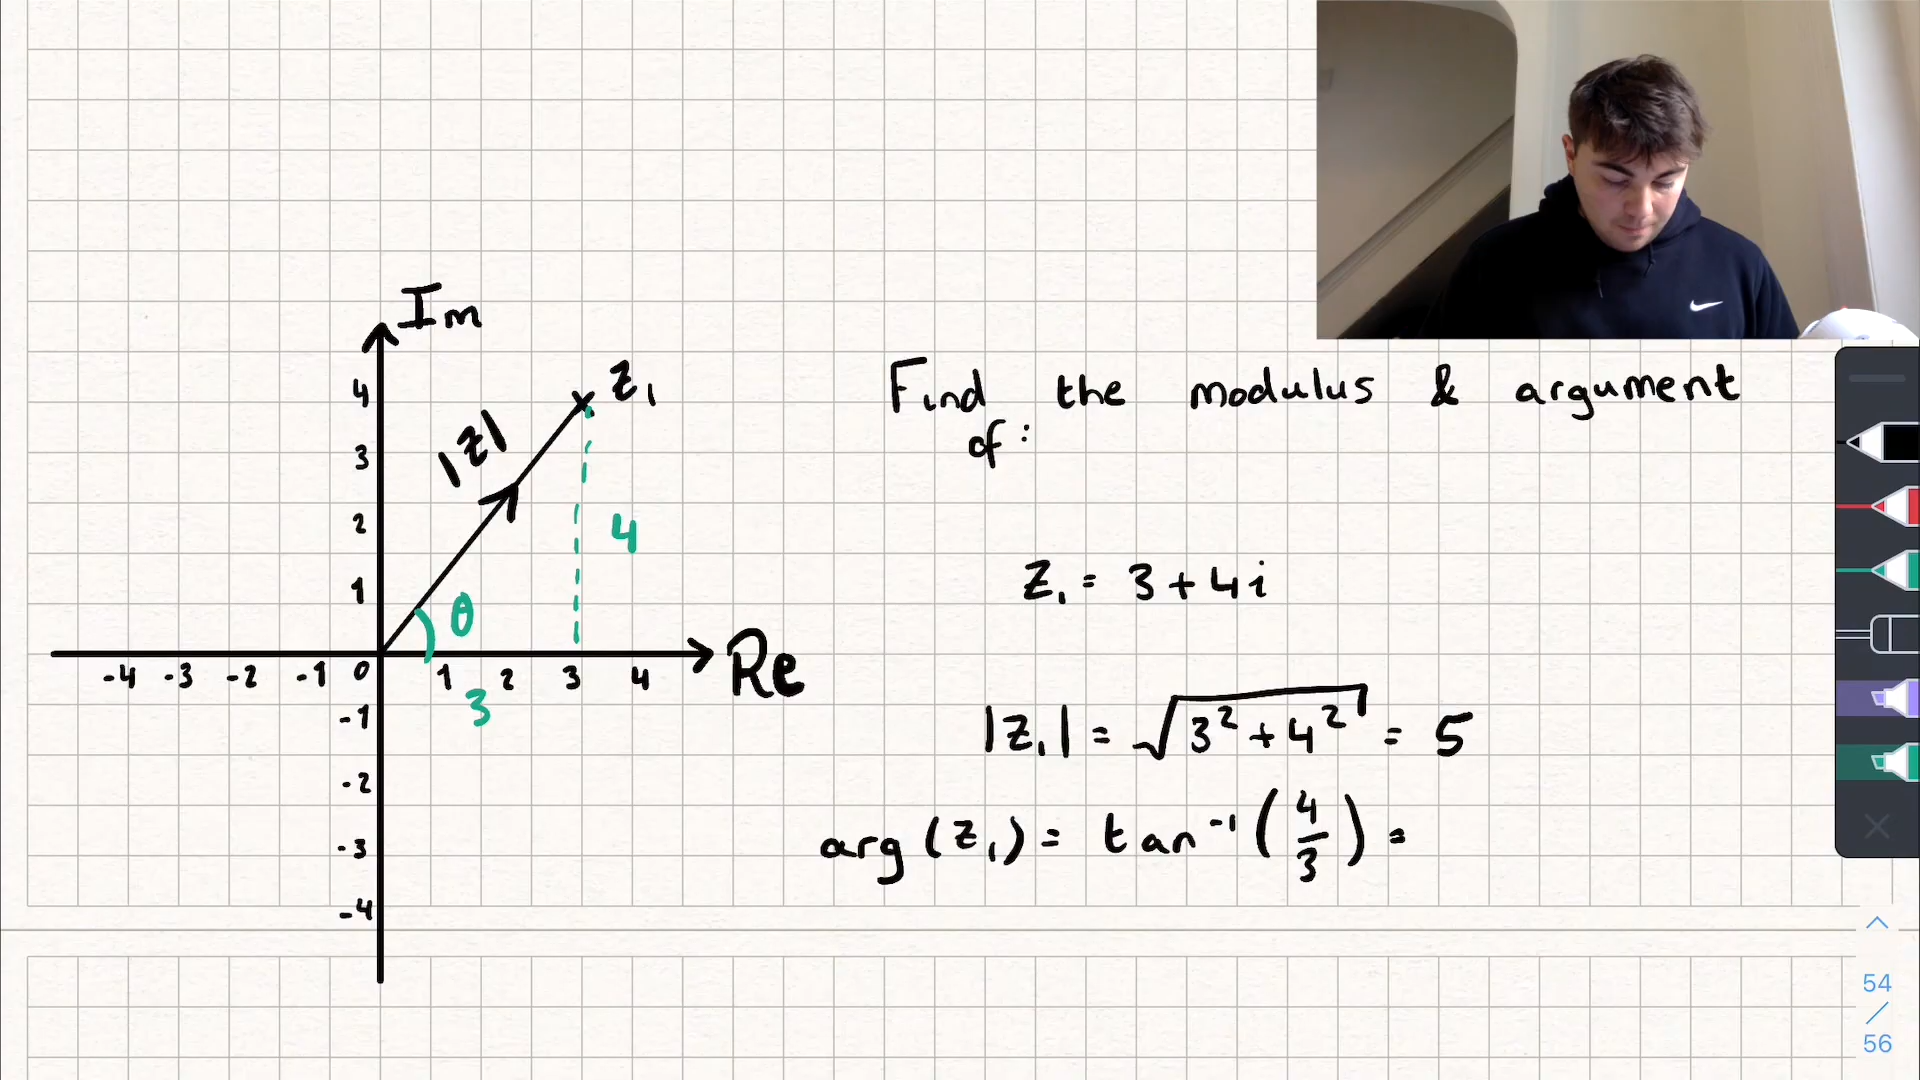 Im
z₁
|z|
4
3
2
1
4
θ
-4 -3 -2 -1 0 1 2 3 4 Re
3
-1
-2
-3
-4
Find the modulus & argument
of:
z₁ = 3 + 4i
|z₁| = √(3² + 4²) = 5
arg (z₁) = tan⁻¹ (4/3) =
54
/
56